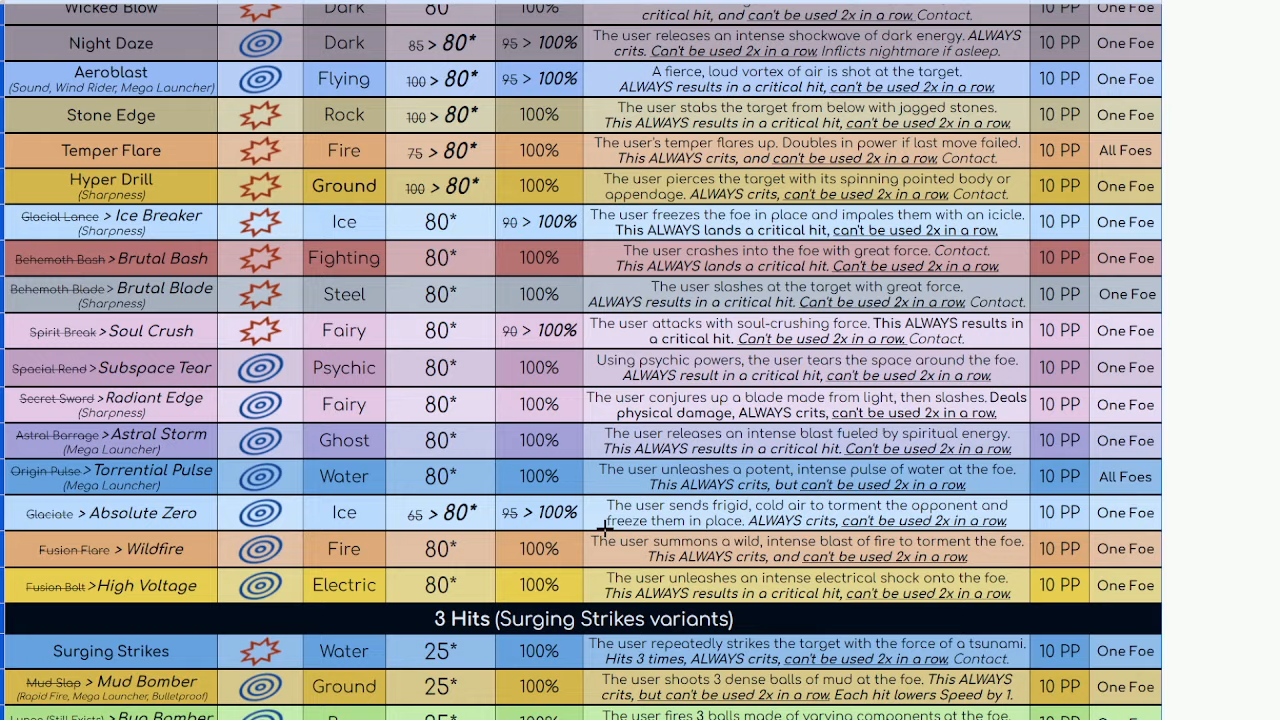 Wicked Blow Dark 80 100% critical hit, and can't be used 2x in a row. Contact. 10 PP One Foe
Night Daze Dark 85 > 80* 95 > 100% The user releases an intense shockwave of dark energy. ALWAYS
crits. Can't be used 2x in a row. Inflicts nightmare if asleep. 10 PP One Foe
Aeroblast Flying 100 > 80* 95 > 100% A fierce, loud vortex of air is shot at the target.
(Sound, Wind Rider, Mega Launcher) ALWAYS results in a critical hit, can't be used 2x in a row. 10 PP One Foe
Stone Edge Rock 100 > 80* 100% The user stabs the target from below with jagged stones.
This ALWAYS results in a critical hit, can't be used 2x in a row. 10 PP One Foe
Temper Flare Fire 75 > 80* 100% The user's temper flares up. Doubles in power if last move failed.
This ALWAYS crits, and can't be used 2x in a row. Contact. 10 PP All Foes
Hyper Drill Ground 100 > 80* 100% The user pierces the target with its spinning pointed body or
(Sharpness) appendage. ALWAYS crits, can't be used 2x in a row. Contact. 10 PP One Foe
Glacial Lance > Ice Breaker Ice 80* 90 > 100% The user freezes the foe in place and impales them with an icicle.
(Sharpness) This ALWAYS lands a critical hit, can't be used 2x in a row. 10 PP One Foe
Behemoth Bash > Brutal Bash Fighting 80* 100% The user crashes into the foe with great force. Contact.
This ALWAYS lands a critical hit. Can't be used 2x in a row. 10 PP One Foe
Behemoth Blade > Brutal Blade Steel 80* 100% The user slashes at the target with great force.
(Sharpness) ALWAYS results in a critical hit. Can't be used 2x in a row. Contact. 10 PP One Foe
Spirit Break > Soul Crush Fairy 80* 90 > 100% The user attacks with soul-crushing force. This ALWAYS results in
a critical hit. Can't be used 2x in a row. Contact. 10 PP One Foe
Spacial Rend > Subspace Tear Psychic 80* 100% Using psychic powers, the user tears the space around the foe.
ALWAYS result in a critical hit, can't be used 2x in a row. 10 PP One Foe
Secret Sword > Radiant Edge Fairy 80* 100% The user conjures up a blade made from light, then slashes. Deals
(Sharpness) physical damage, ALWAYS crits, can't be used 2x in a row. 10 PP One Foe
Astral Barrage > Astral Storm Ghost 80* 100% The user releases an intense blast fueled by spiritual energy.
(Mega Launcher) This ALWAYS results in a critical hit. Can't be used 2x in a row. 10 PP One Foe
Origin Pulse > Torrential Pulse Water 80* 100% The user unleashes a potent, intense pulse of water at the foe.
(Mega Launcher) This ALWAYS crits, but can't be used 2x in a row. 10 PP All Foes
Glaciate > Absolute Zero Ice 65 > 80* 95 > 100% The user sends frigid, cold air to torment the opponent and
freeze them in place. ALWAYS crits, can't be used 2x in a row. 10 PP One Foe
Fusion Flare > Wildfire Fire 80* 100% The user summons a wild, intense blast of fire to torment the foe.
This ALWAYS crits, and can't be used 2x in a row. 10 PP One Foe
Fusion Bolt > High Voltage Electric 80* 100% The user unleashes an intense electrical shock onto the foe.
This ALWAYS results in a critical hit, can't be used 2x in a row. 10 PP One Foe
3 Hits (Surging Strikes variants)
Surging Strikes Water 25* 100% The user repeatedly strikes the target with the force of a tsunami.
Hits 3 times, ALWAYS crits, can't be used 2x in a row. Contact. 10 PP One Foe
Mud Slap > Mud Bomber Ground 25* 100% The user shoots 3 dense balls of mud at the foe. This ALWAYS
(Rapid Fire, Mega Launcher, Bulletproof) crits, but can't be used 2x in a row. Each hit lowers Speed by 1. 10 PP One Foe
(Still Exists) > Bug Bomber 25* 100% The user fires 3 balls made of varying components at the foe. 10 PP One Foe